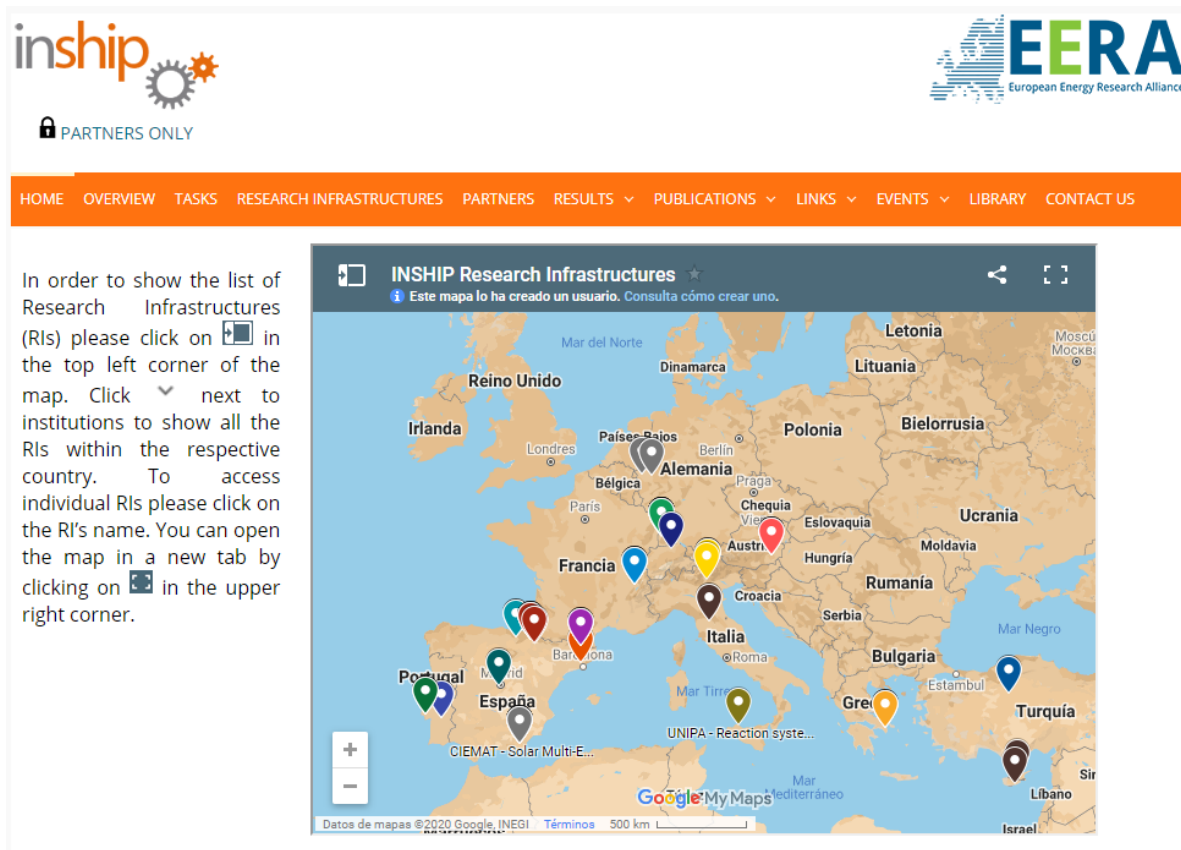 inship
EERA
European Energy Research Alliance
PARTNERS ONLY
HOME OVERVIEW TASKS RESEARCH INFRASTRUCTURES PARTNERS RESULTS PUBLICATIONS LINKS EVENTS LIBRARY CONTACT US
In order to show the list of
Research Infrastructures
(RIs) please click on in
the top left corner of the
map. Click next to
institutions to show all the
RIs within the respective
country. To access
individual RIs please click on
the RI's name. You can open
the map in a new tab by
clicking on in the upper
right corner.
INSHIP Research Infrastructures
Este mapa lo ha creado un usuario. Consulta cómo crear uno.
Letonia
Mar del Norte
Moscú
Москва
Dinamarca
Lituania
Reino Unido
Irlanda
Bielorrusia
Polonia
Países Bajos
Londres
Berlín
Alemania
Bélgica
Praga
París
Chequia
Eslovaquia
Ucrania
Austria
Moldavia
Hungría
Francia
Rumanía
Croacia
Serbia
Mar Negro
Italia
Barcelona
Roma
Bulgaria
Portugal
Madrid
Estambul
España
Mar Tirreno
Grecia
Turquía
UNIPA - Reaction syste...
CIEMAT - Solar Multi-E...
+
−
Mar
Mediterráneo
Líbano
Google My Maps
Datos de mapas ©2020 Google, INEGI Términos 500 km
Marruecos
Israel